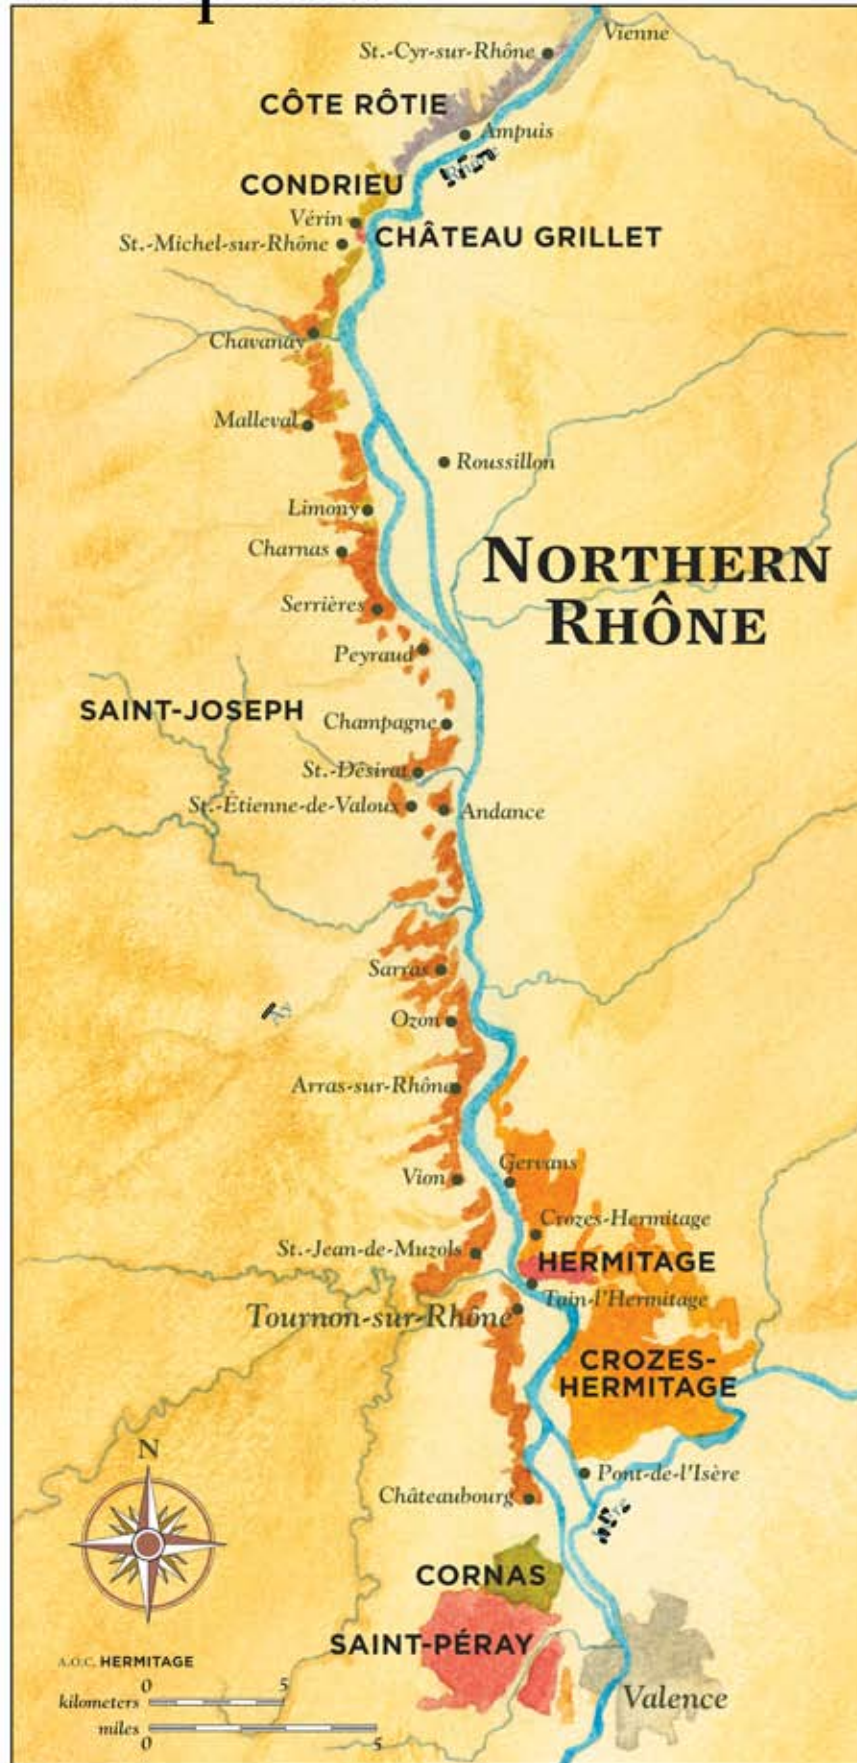 Vienne
St.-Cyr-sur-Rhône
CÔTE RÔTIE
Ampuis
CONDRIEU
Vérin
CHÂTEAU GRILLET
St.-Michel-sur-Rhône
Chavanay
Malleval
Roussillon
Limony
Charnas
NORTHERN
RHÔNE
Serrières
Peyraud
SAINT-JOSEPH
Champagne
St.-Désirat
St.-Étienne-de-Valoux
Andance
Sarras
Ay
Ozon
Arras-sur-Rhône
Gervans
Vion
Crozes-Hermitage
St.-Jean-de-Muzols
HERMITAGE
Tain-l'Hermitage
Tournon-sur-Rhône
CROZES-
HERMITAGE
N
Pont-de-l'Isère
Châteaubourg
CORNAS
SAINT-PÉRAY
A.O.C. HERMITAGE
Valence
0 5
kilometers
miles
0 5